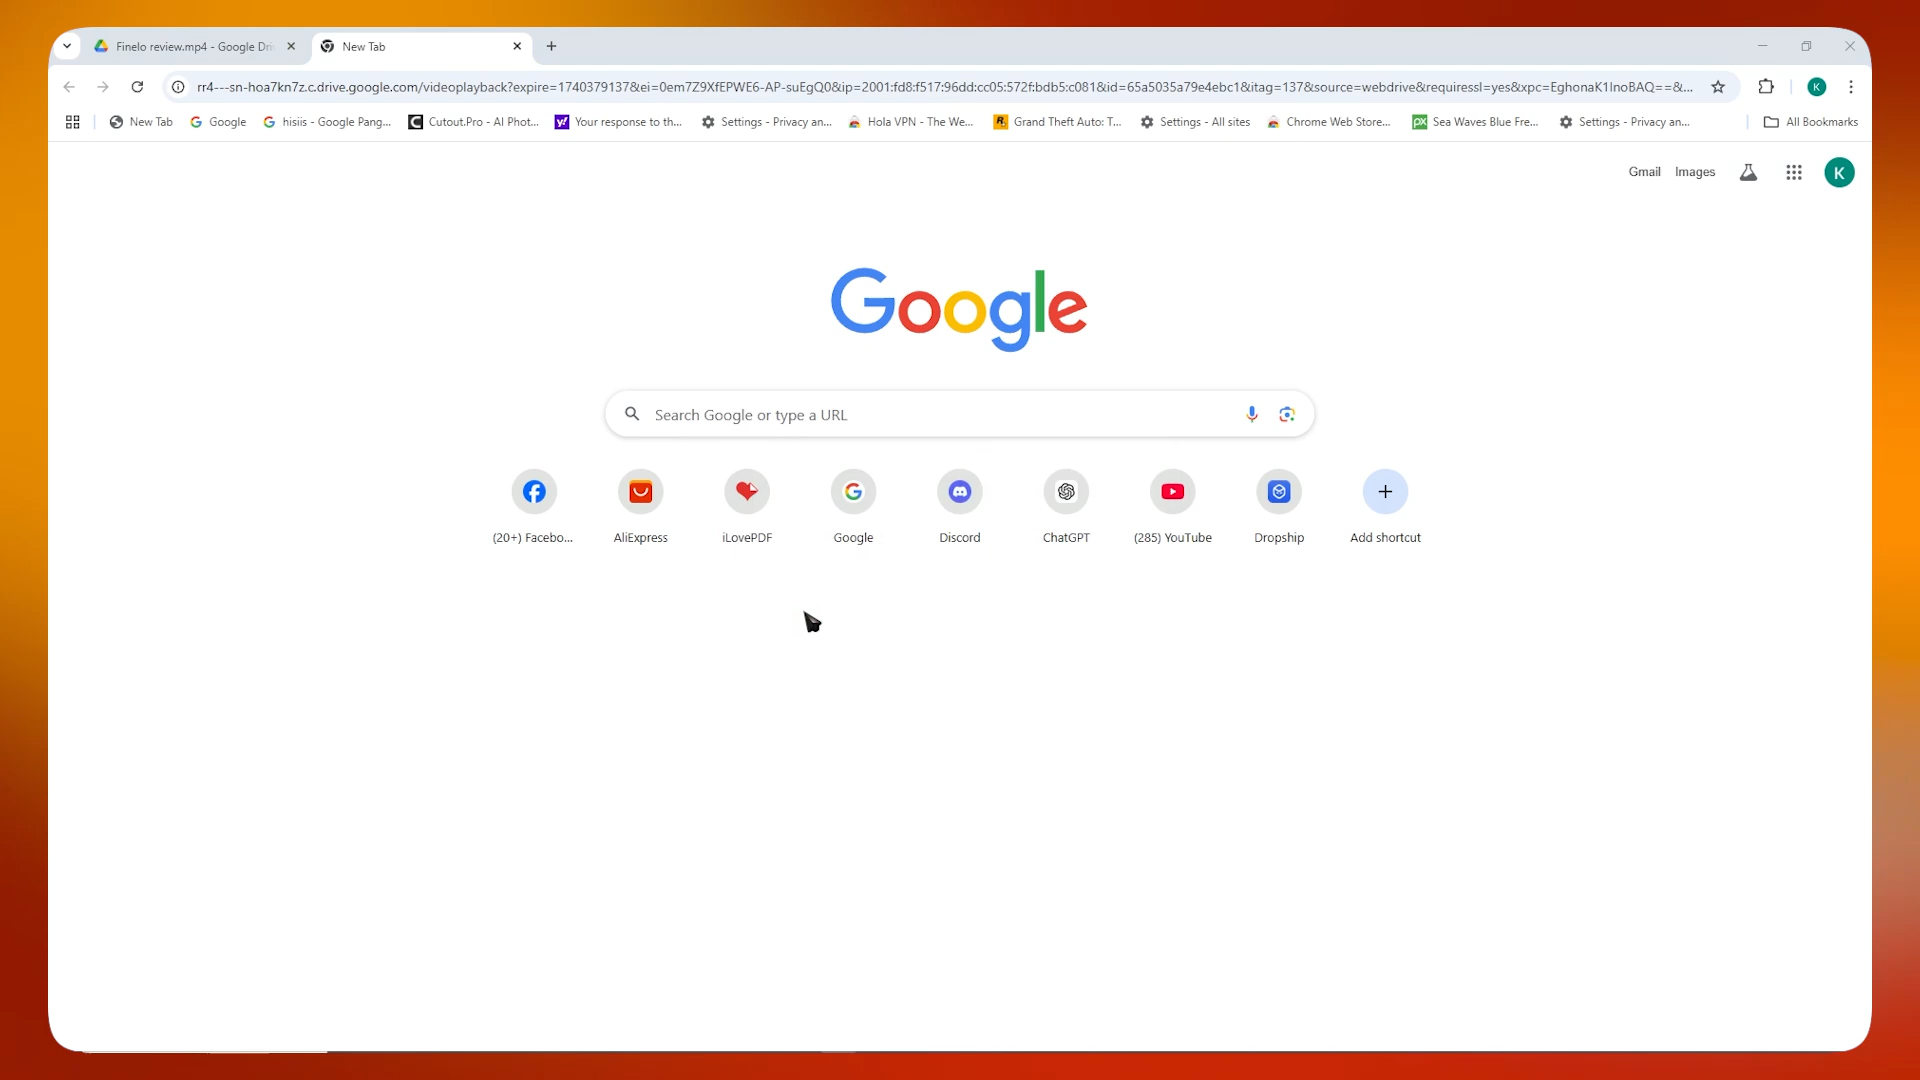 Finelo review.mp4 - Google Dri
New Tab
rr4---sn-hoa7kn7z.c.drive.google.com/videoplayback?expire=1740379137&ei=0em7Z9XfEPWE6-AP-suEgQ0&ip=2001:fd8:f517:96dd:cc05:572f:bdb5:c081&id=65a5035a79e4ebc1&itag=137&source=webdrive&requiressl=yes&xpc=EghonaK1InoBAQ==&...
New Tab
Google
hisiis - Google Pang...
Cutout.Pro - AI Phot...
Your response to th...
Settings - Privacy an...
Hola VPN - The We...
Grand Theft Auto: T...
Settings - All sites
Chrome Web Store...
Sea Waves Blue Fre...
Settings - Privacy an...
All Bookmarks
Gmail
Images
K
Google
Search Google or type a URL
(20+) Facebo...
AliExpress
iLovePDF
Google
Discord
ChatGPT
(285) YouTube
Dropship
Add shortcut